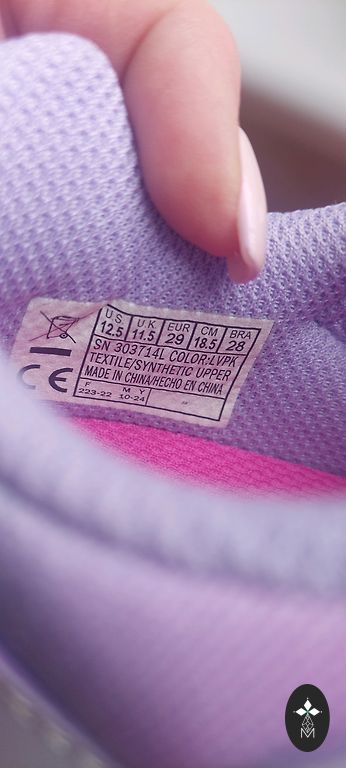 US UK EUR CM BRA
12.5 11.5 29 18.5 28
SN 303714L COLOR:LVPK
TEXTILE/SYNTHETIC UPPER
MADE IN CHINA/HECHO EN CHINA
F M Y
223-22 10-24
CE
M